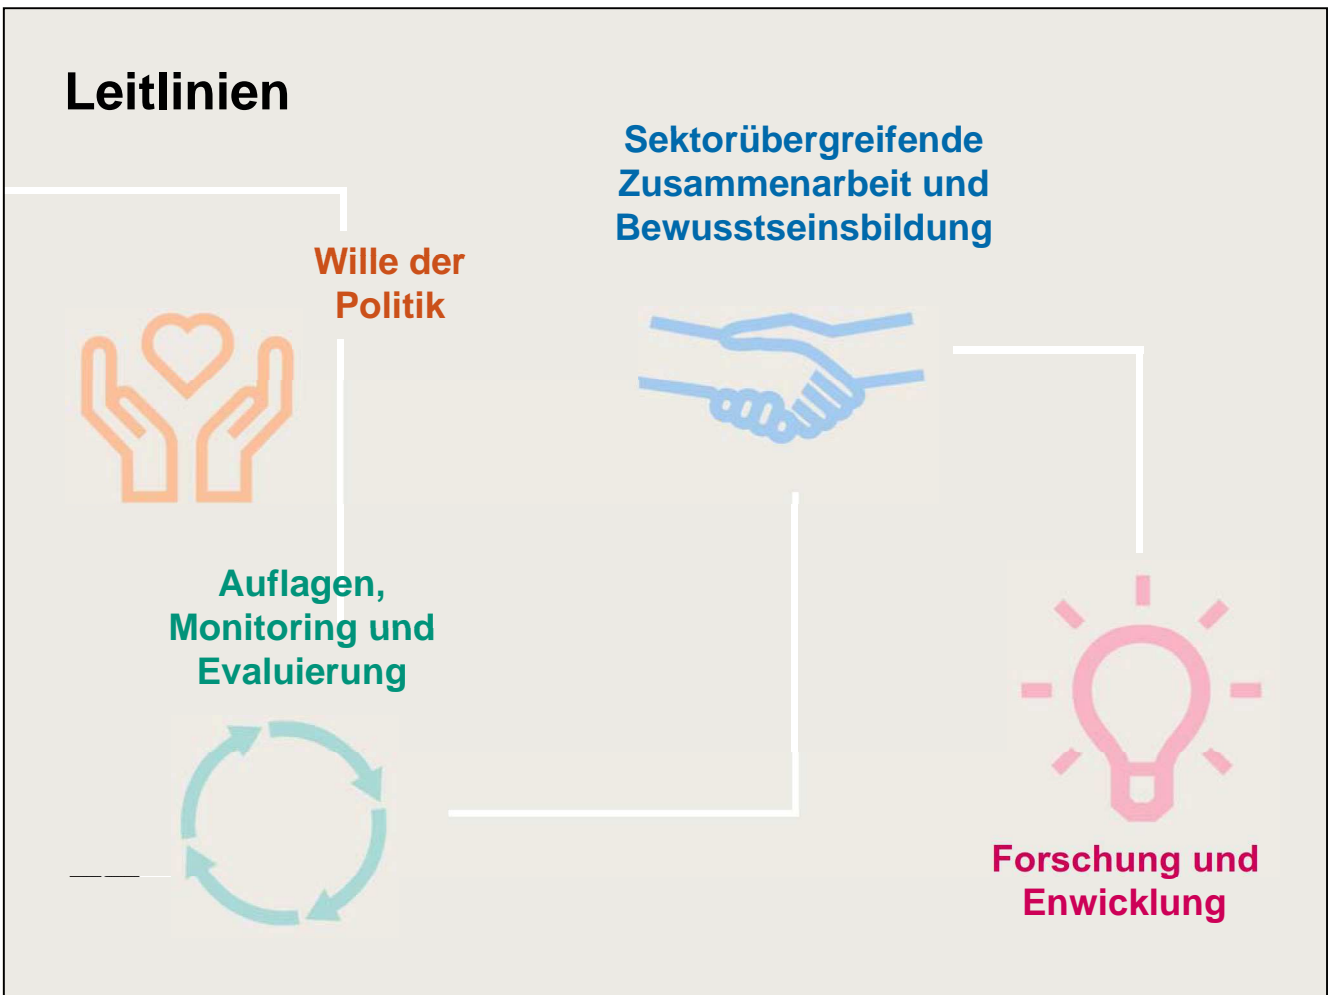 Leitlinien
Sektorübergreifende
Zusammenarbeit und
Bewusstseinsbildung
Wille der
Politik
Auflagen,
Monitoring und
Evaluierung
Forschung und
Enwicklung